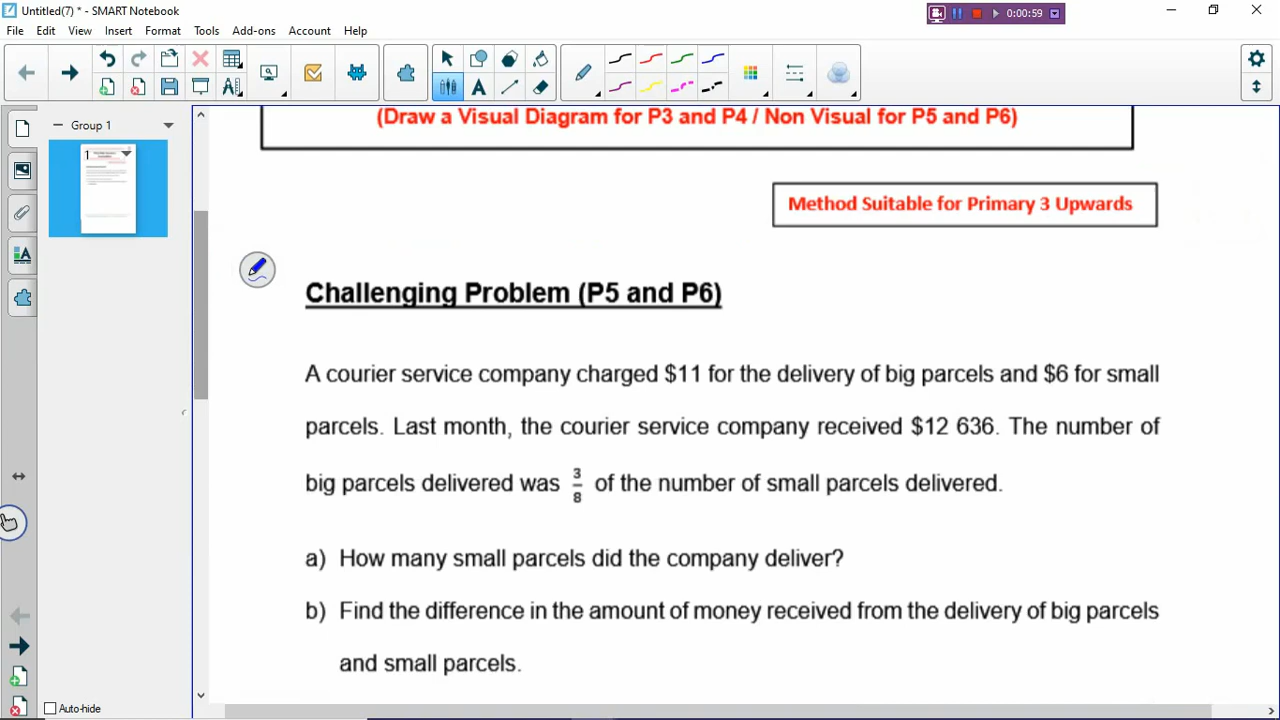 Untitled(7) * - SMART Notebook
0:00:59
File Edit View Insert Format Tools Add-ons Account Help
Group 1
1
(Draw a Visual Diagram for P3 and P4 / Non Visual for P5 and P6)
Method Suitable for Primary 3 Upwards
Challenging Problem (P5 and P6)
A courier service company charged $11 for the delivery of big parcels and $6 for small
parcels. Last month, the courier service company received $12 636. The number of
big parcels delivered was 3/8 of the number of small parcels delivered.
a) How many small parcels did the company deliver?
b) Find the difference in the amount of money received from the delivery of big parcels
and small parcels.
Auto-hide